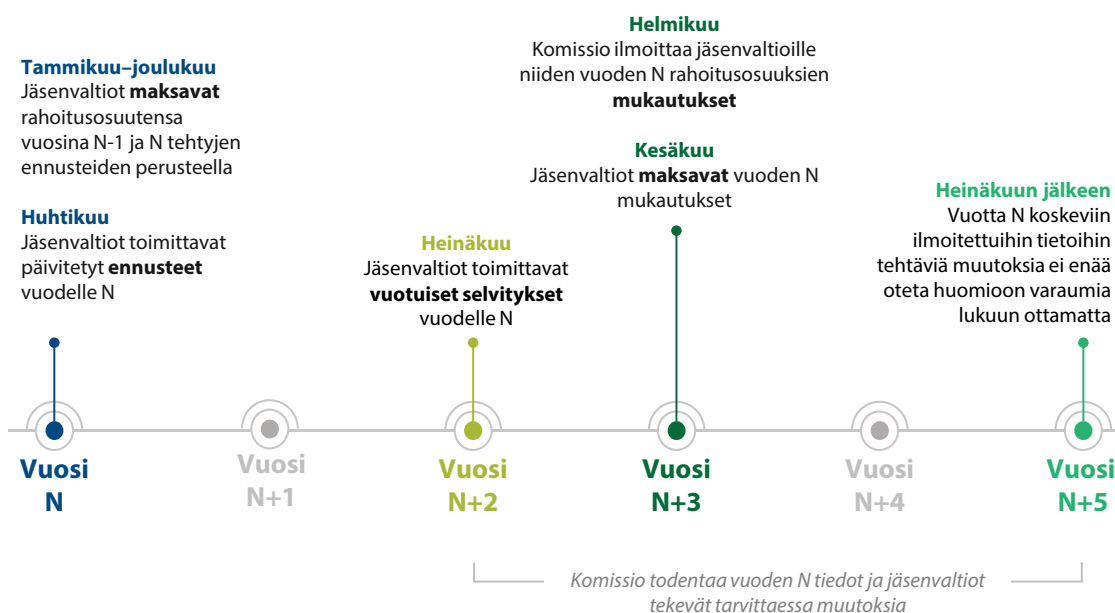 Tammikuu–joulukuu
Jäsenvaltiot maksavat
rahoitusosuutensa
vuosina N-1 ja N tehtyjen
ennusteiden perusteella
Huhtikuu
Jäsenvaltiot toimittavat
päivitetyt ennusteet
vuodelle N
Heinäkuu
Jäsenvaltiot toimittavat
vuotuiset selvitykset
vuodelle N
Helmikuu
Komissio ilmoittaa jäsenvaltioille
niiden vuoden N rahoitusosuuksien
mukautukset
Kesäkuu
Jäsenvaltiot maksavat vuoden N
mukautukset
Heinäkuun jälkeen
Vuotta N koskeviin
ilmoitettuihin tietoihin
tehtäviä muutoksia ei enää
oteta huomioon varaumia
lukuun ottamatta
Vuosi
N
Vuosi
N+1
Vuosi
N+2
Vuosi
N+3
Vuosi
N+4
Vuosi
N+5
Komissio todentaa vuoden N tiedot ja jäsenvaltiot
tekevät tarvittaessa muutoksia